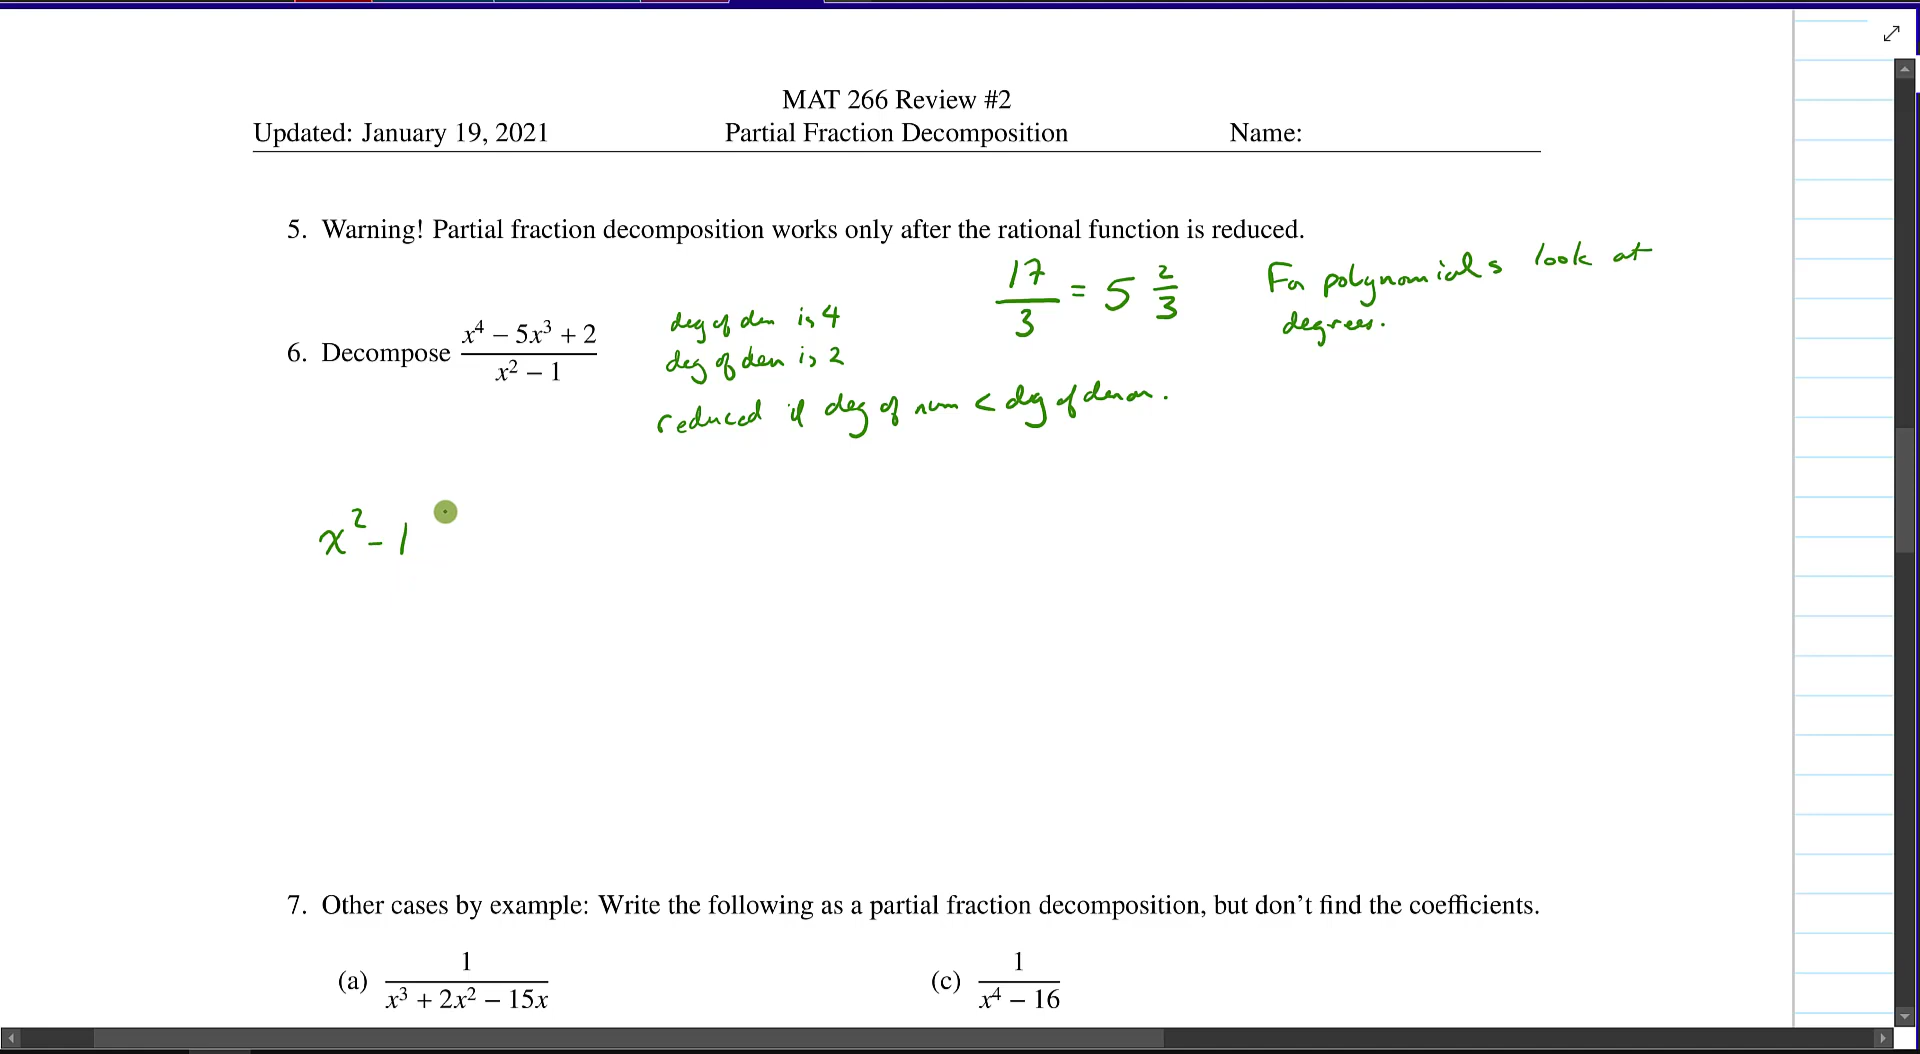 MAT 266 Review #2
Updated: January 19, 2021 Partial Fraction Decomposition Name:
5. Warning! Partial fraction decomposition works only after the rational function is reduced.
17/3 = 5 2/3
For polynomials look at
degrees.
6. Decompose (x⁴ − 5x³ + 2)/(x² − 1)
deg of den is 4
deg of den is 2
reduced if deg of num < deg of denom.
x² - 1
7. Other cases by example: Write the following as a partial fraction decomposition, but don’t find the coefficients.
(a) 1/(x³ + 2x² − 15x) (c) 1/(x⁴ − 16)